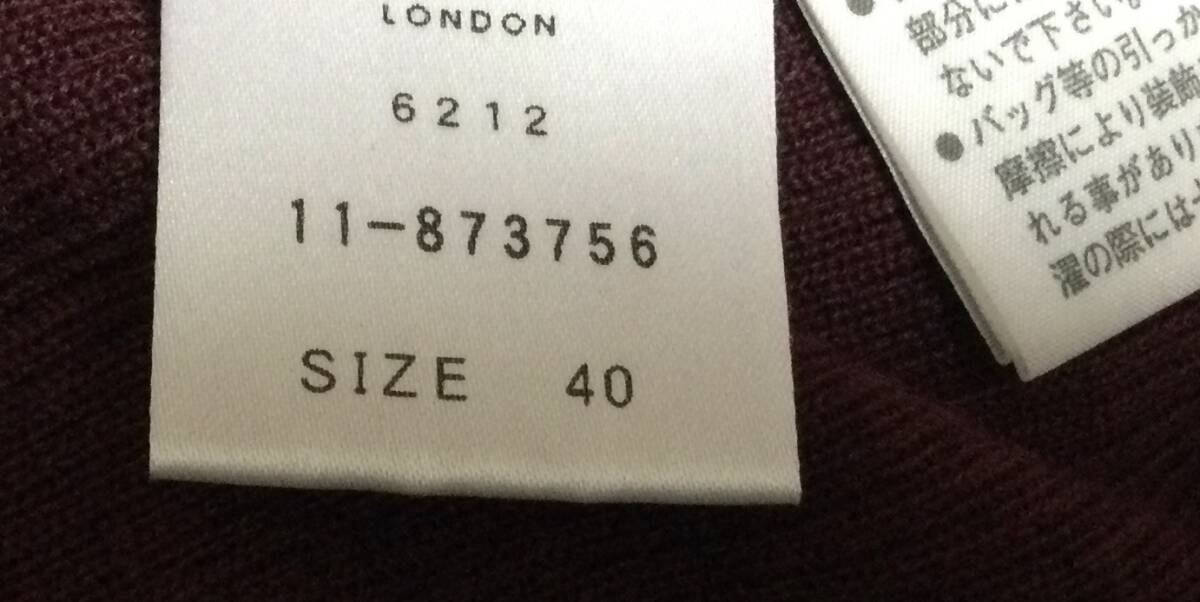 LONDON
6212
11-873756
SIZE 40
部分に
ないで下さい。
●バッグ等の引っか
摩擦により装飾
れる事があり
濯の際には